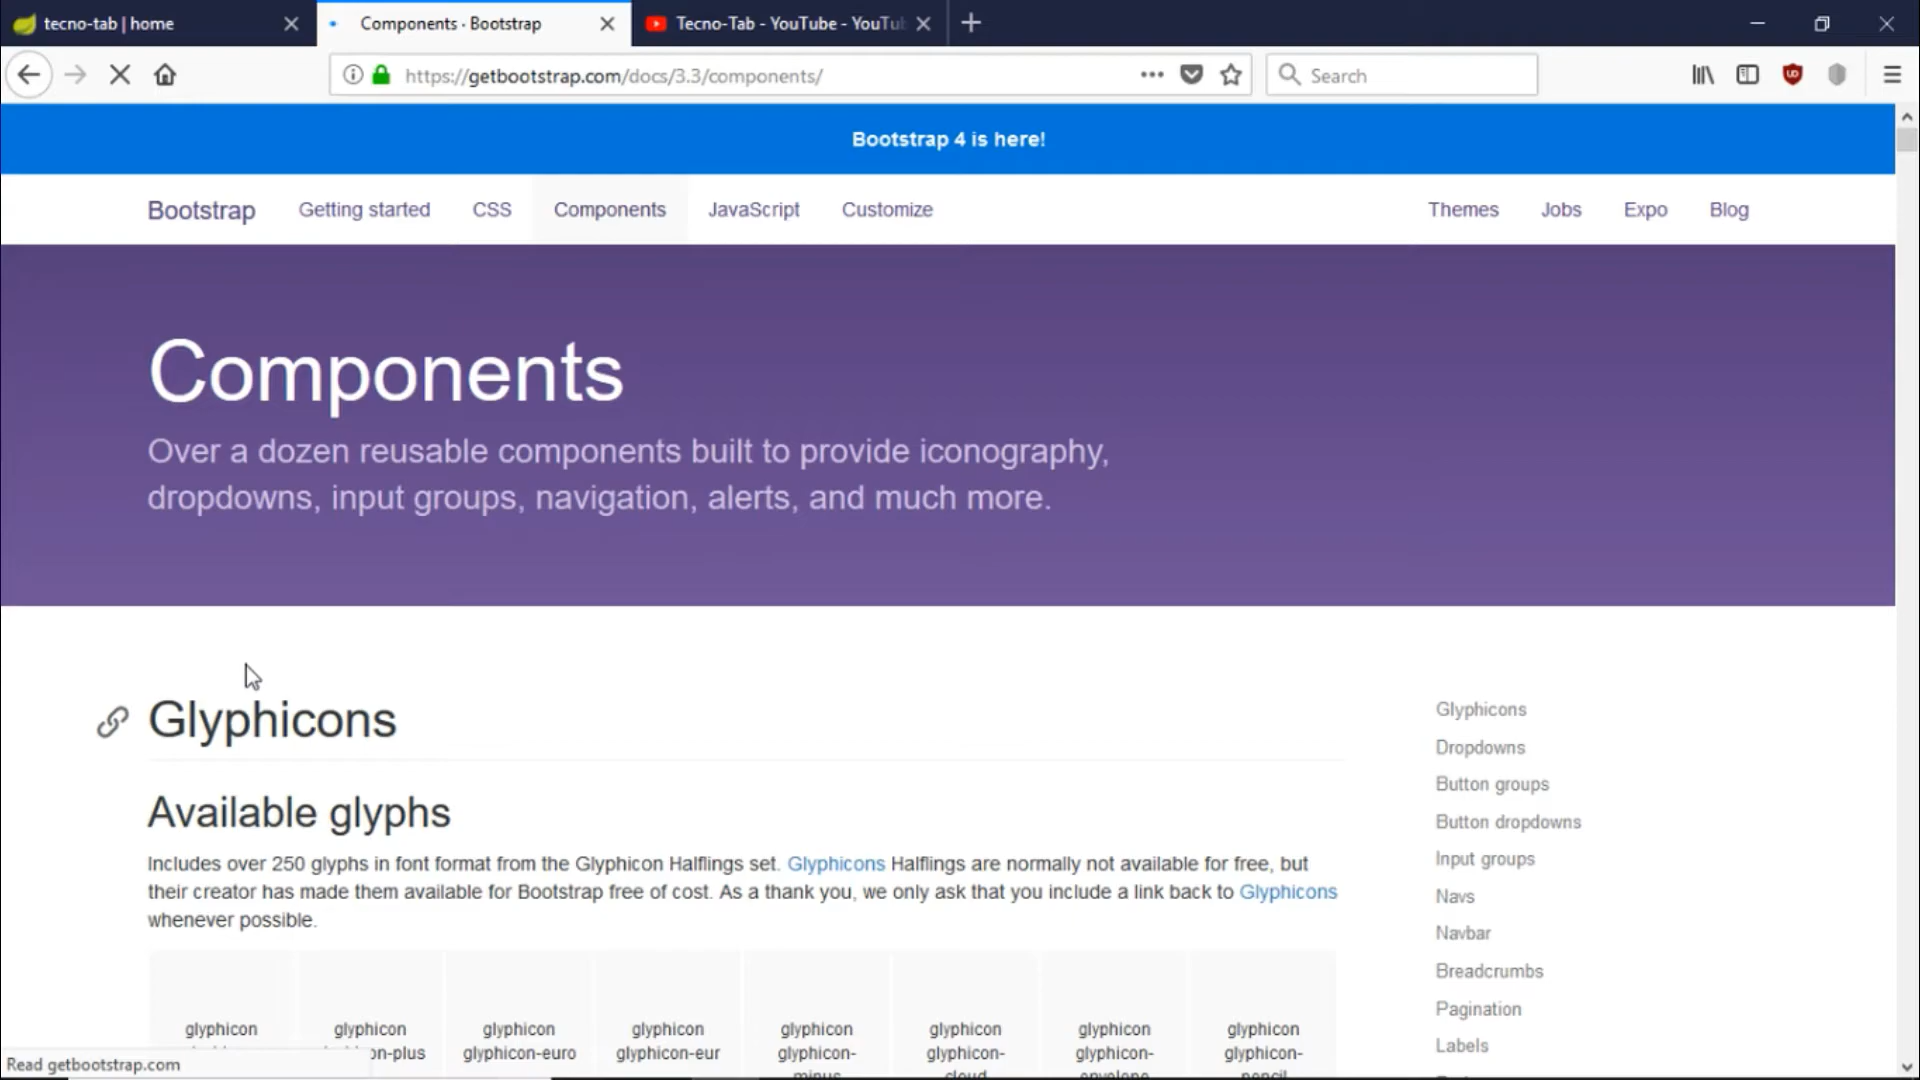 tecno-tab | home
Components · Bootstrap
Tecno-Tab - YouTube - YouTu
https://getbootstrap.com/docs/3.3/components/
Search
Bootstrap 4 is here!
Bootstrap
Getting started
CSS
Components
JavaScript
Customize
Themes
Jobs
Expo
Blog
Components
Over a dozen reusable components built to provide iconography,
dropdowns, input groups, navigation, alerts, and much more.
Glyphicons
Available glyphs
Includes over 250 glyphs in font format from the Glyphicon Halflings set. Glyphicons Halflings are normally not available for free, but
their creator has made them available for Bootstrap free of cost. As a thank you, we only ask that you include a link back to Glyphicons
whenever possible.
glyphicon
glyphicon
on-plus
glyphicon
glyphicon-euro
glyphicon
glyphicon-eur
glyphicon
glyphicon-
minus
glyphicon
glyphicon-
cloud
glyphicon
glyphicon-
envelope
glyphicon
glyphicon-
pencil
Glyphicons
Dropdowns
Button groups
Button dropdowns
Input groups
Navs
Navbar
Breadcrumbs
Pagination
Labels
Read getbootstrap.com